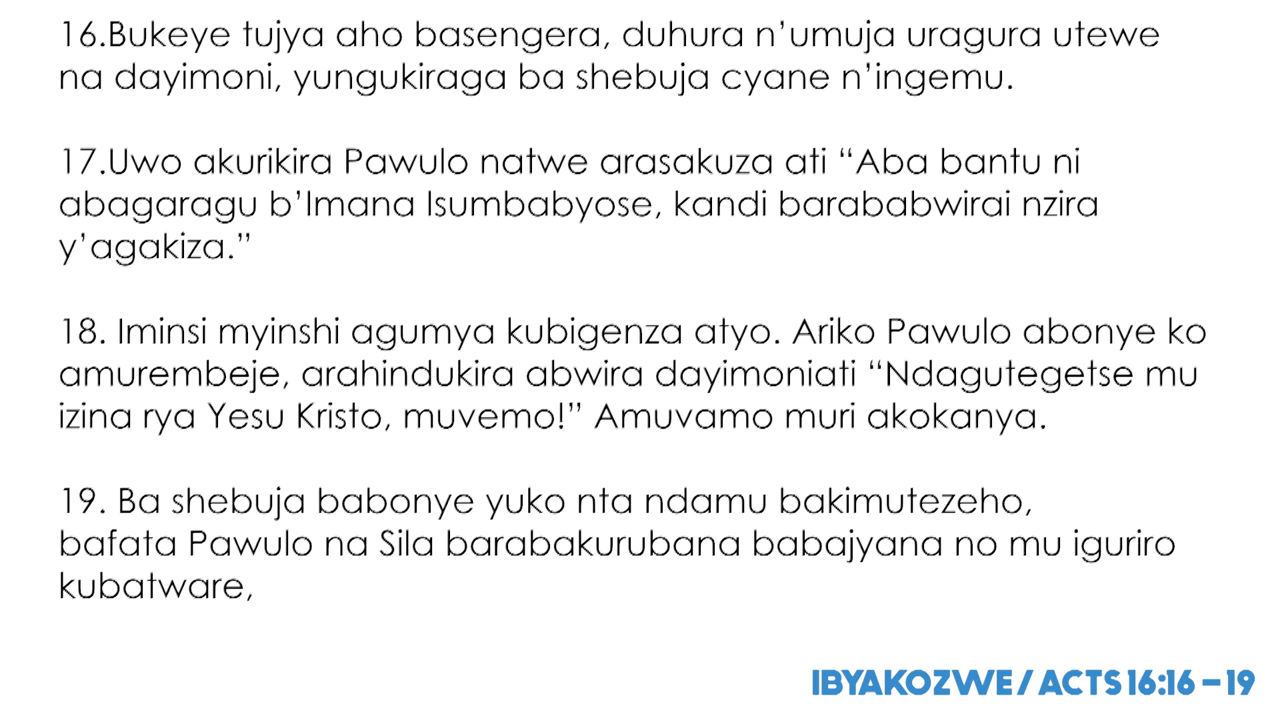 16.Bukeye tujya aho basengera, duhura n’umuja uragura utewe
na dayimoni, yungukiraga ba shebuja cyane n’ingemu.
17.Uwo akurikira Pawulo natwe arasakuza ati “Aba bantu ni
abagaragu b’Imana Isumbabyose, kandi barababwirai nzira
y’agakiza.”
18. Iminsi myinshi agumya kubigenza atyo. Ariko Pawulo abonye ko
amurembeje, arahindukira abwira dayimoniati “Ndagutegetse mu
izina rya Yesu Kristo, muvemo!” Amuvamo muri akokanya.
19. Ba shebuja babonye yuko nta ndamu bakimutezeho,
bafata Pawulo na Sila barabakurubana babajyana no mu iguriro
kubatware,
IBYAKOZWE / ACTS 16:16 – 19